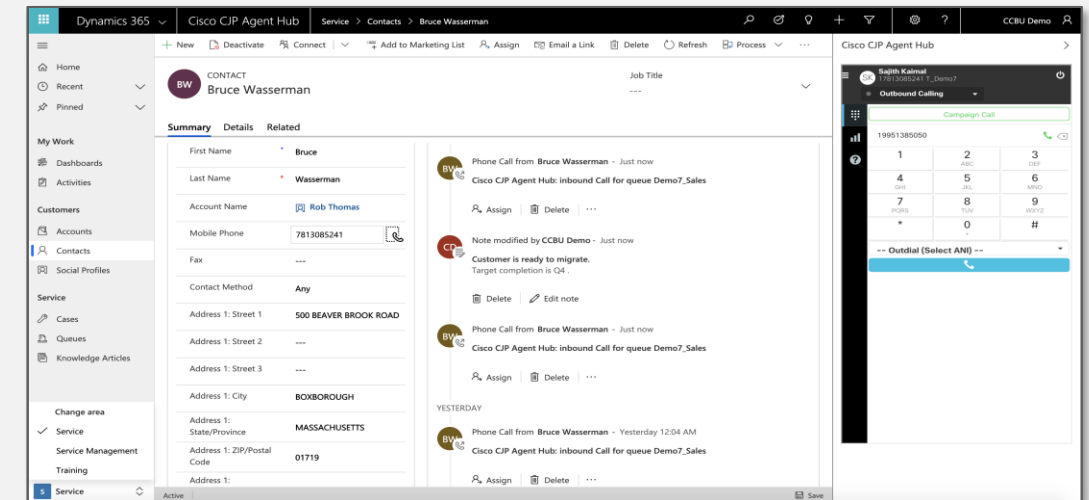 Dynamics 365 Cisco CJP Agent Hub Service > Contacts > Bruce Wasserman + ? CCBU Demo
+ New Deactivate Connect Add to Marketing List Assign Email a Link Delete Refresh Process ···
Cisco CJP Agent Hub >
Home
Recent
Pinned
My Work
Dashboards
Activities
Customers
Accounts
Contacts
Social Profiles
Service
Cases
Queues
Knowledge Articles
Change area
Service
Service Management
Training
S Service
BW
CONTACT
Bruce Wasserman
Job Title
---
Summary Details Related
First Name * Bruce
Last Name * Wasserman
Account Name Rob Thomas
Mobile Phone 7813085241
Fax ---
Contact Method Any
Address 1: Street 1 500 BEAVER BROOK ROAD
Address 1: Street 2 ---
Address 1: Street 3 ---
Address 1: City BOXBOROUGH
Address 1:
State/Province MASSACHUSETTS
Address 1: ZIP/Postal
Code 01719
Address 1:
BW
Phone Call from Bruce Wasserman - Just now
Cisco CJP Agent Hub: inbound Call for queue Demo7_Sales
Assign Delete ···
CD
Note modified by CCBU Demo - Just now
Customer is ready to migrate.
Target completion is Q4 .
Delete Edit note
BW
Phone Call from Bruce Wasserman - Just now
Cisco CJP Agent Hub: inbound Call for queue Demo7_Sales
Assign Delete ···
YESTERDAY
BW
Phone Call from Bruce Wasserman - Yesterday 12:04 AM
Cisco CJP Agent Hub: inbound Call for queue Demo7_Sales
Assign Delete ···
Active Save
SK
Sajith Kaimal
17813085241 T_Demo7
Outbound Calling
Campaign Call
19951385050
1 2 3
ABC DEF
4 5 6
GHI JKL MNO
7 8 9
PQRS TUV WXYZ
* 0 #
-- Outdial (Select ANI) --